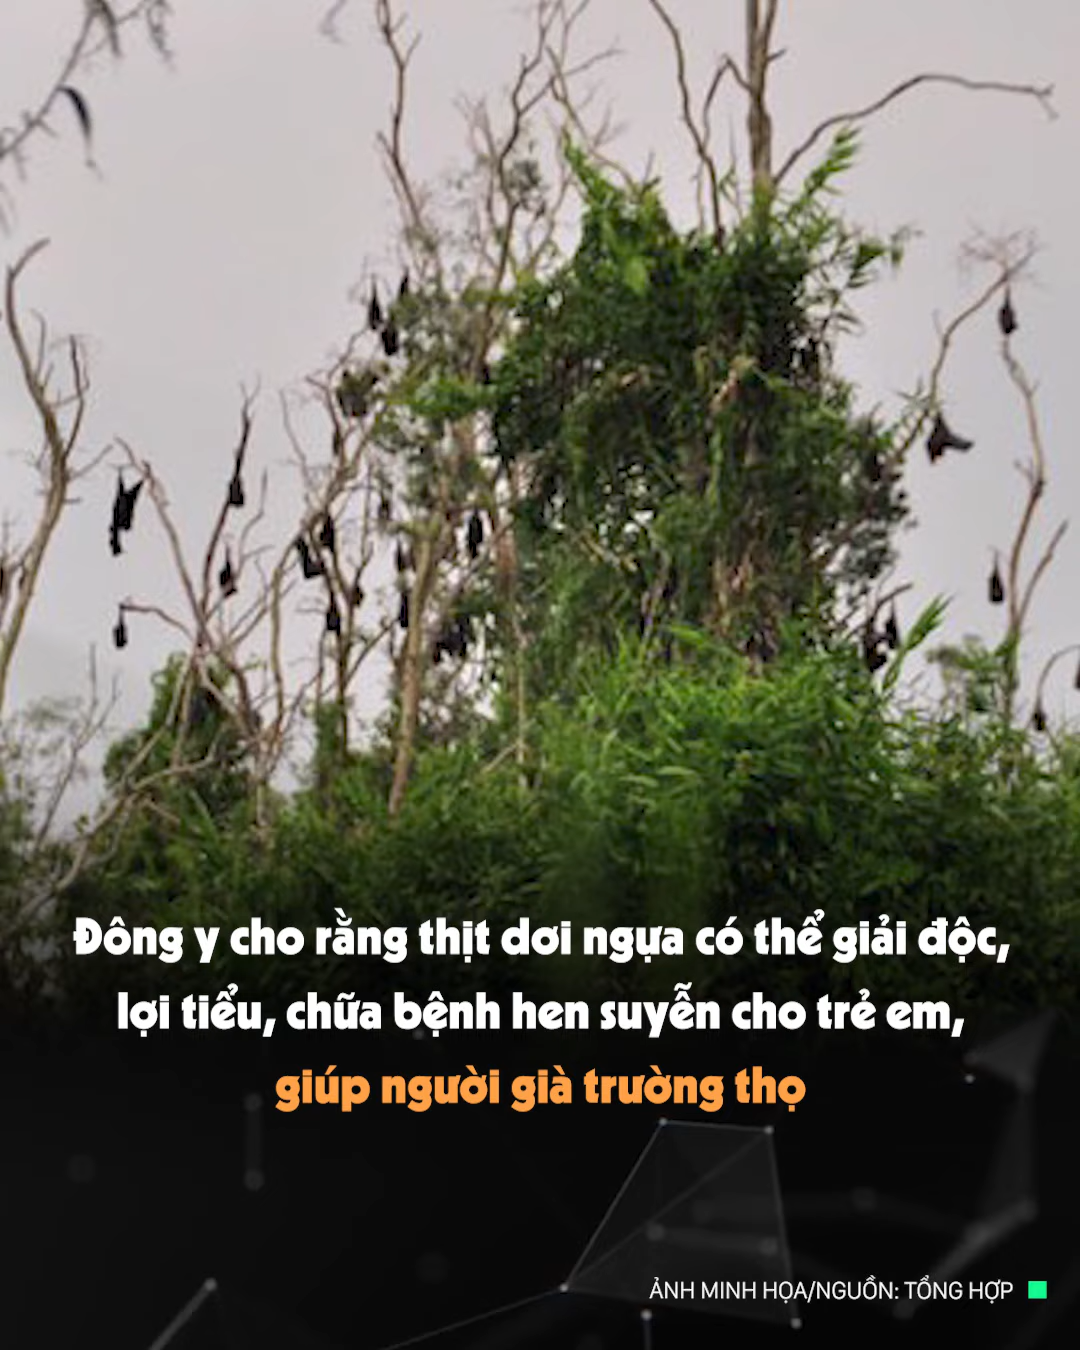 Đông y cho rằng thịt dơi ngựa có thể giải độc,
lợi tiểu, chữa bệnh hen suyễn cho trẻ em,
giúp người già trường thọ
ẢNH MINH HỌA/NGUỒN: TỔNG HỢP